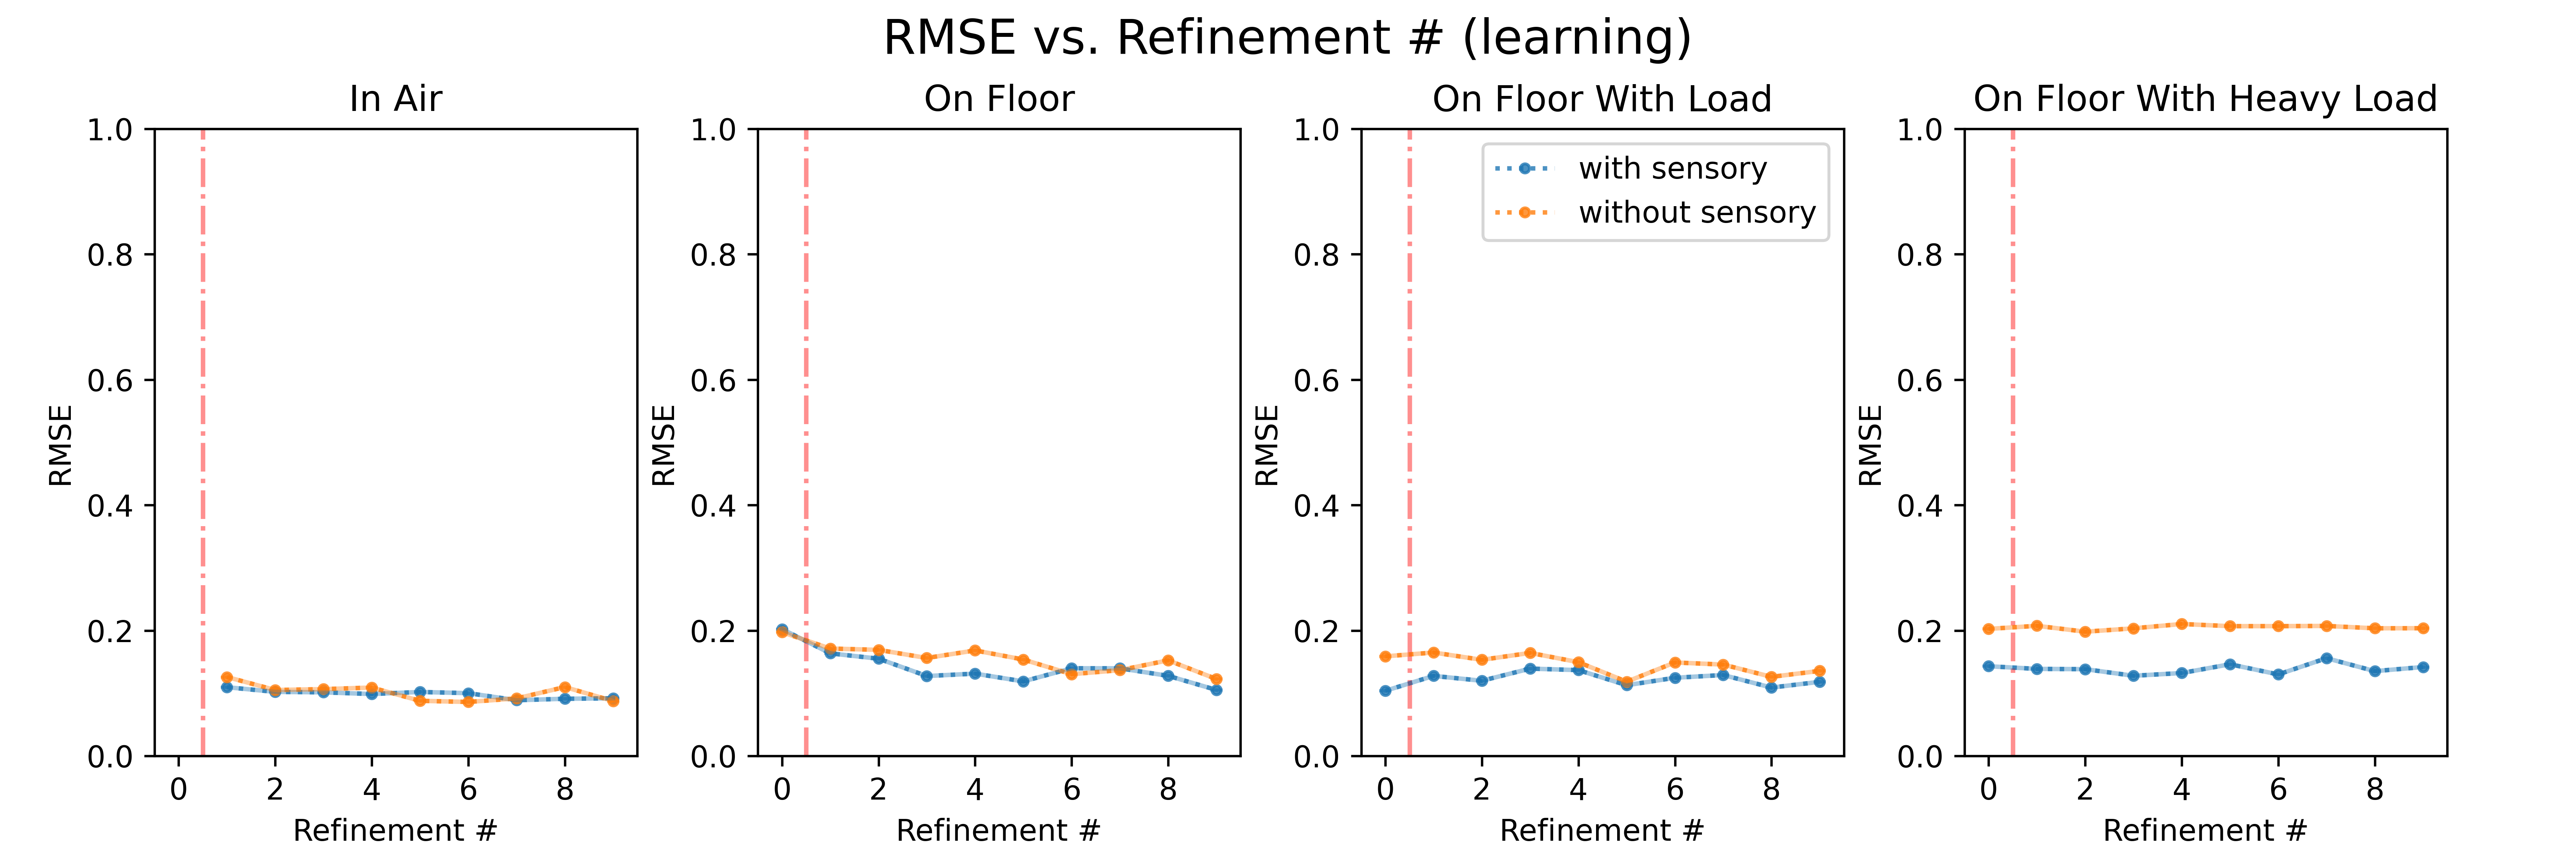 RMSE vs. Refinement # (learning)
In Air
1.0
0.8
0.6
0.4
0.2
0.0
RMSE
0 2 4 6 8
Refinement #
On Floor
1.0
0.8
0.6
0.4
0.2
0.0
RMSE
0 2 4 6 8
Refinement #
On Floor With Load
1.0
0.8
0.6
0.4
0.2
0.0
RMSE
with sensory
without sensory
0 2 4 6 8
Refinement #
On Floor With Heavy Load
1.0
0.8
0.6
0.4
0.2
0.0
RMSE
0 2 4 6 8
Refinement #